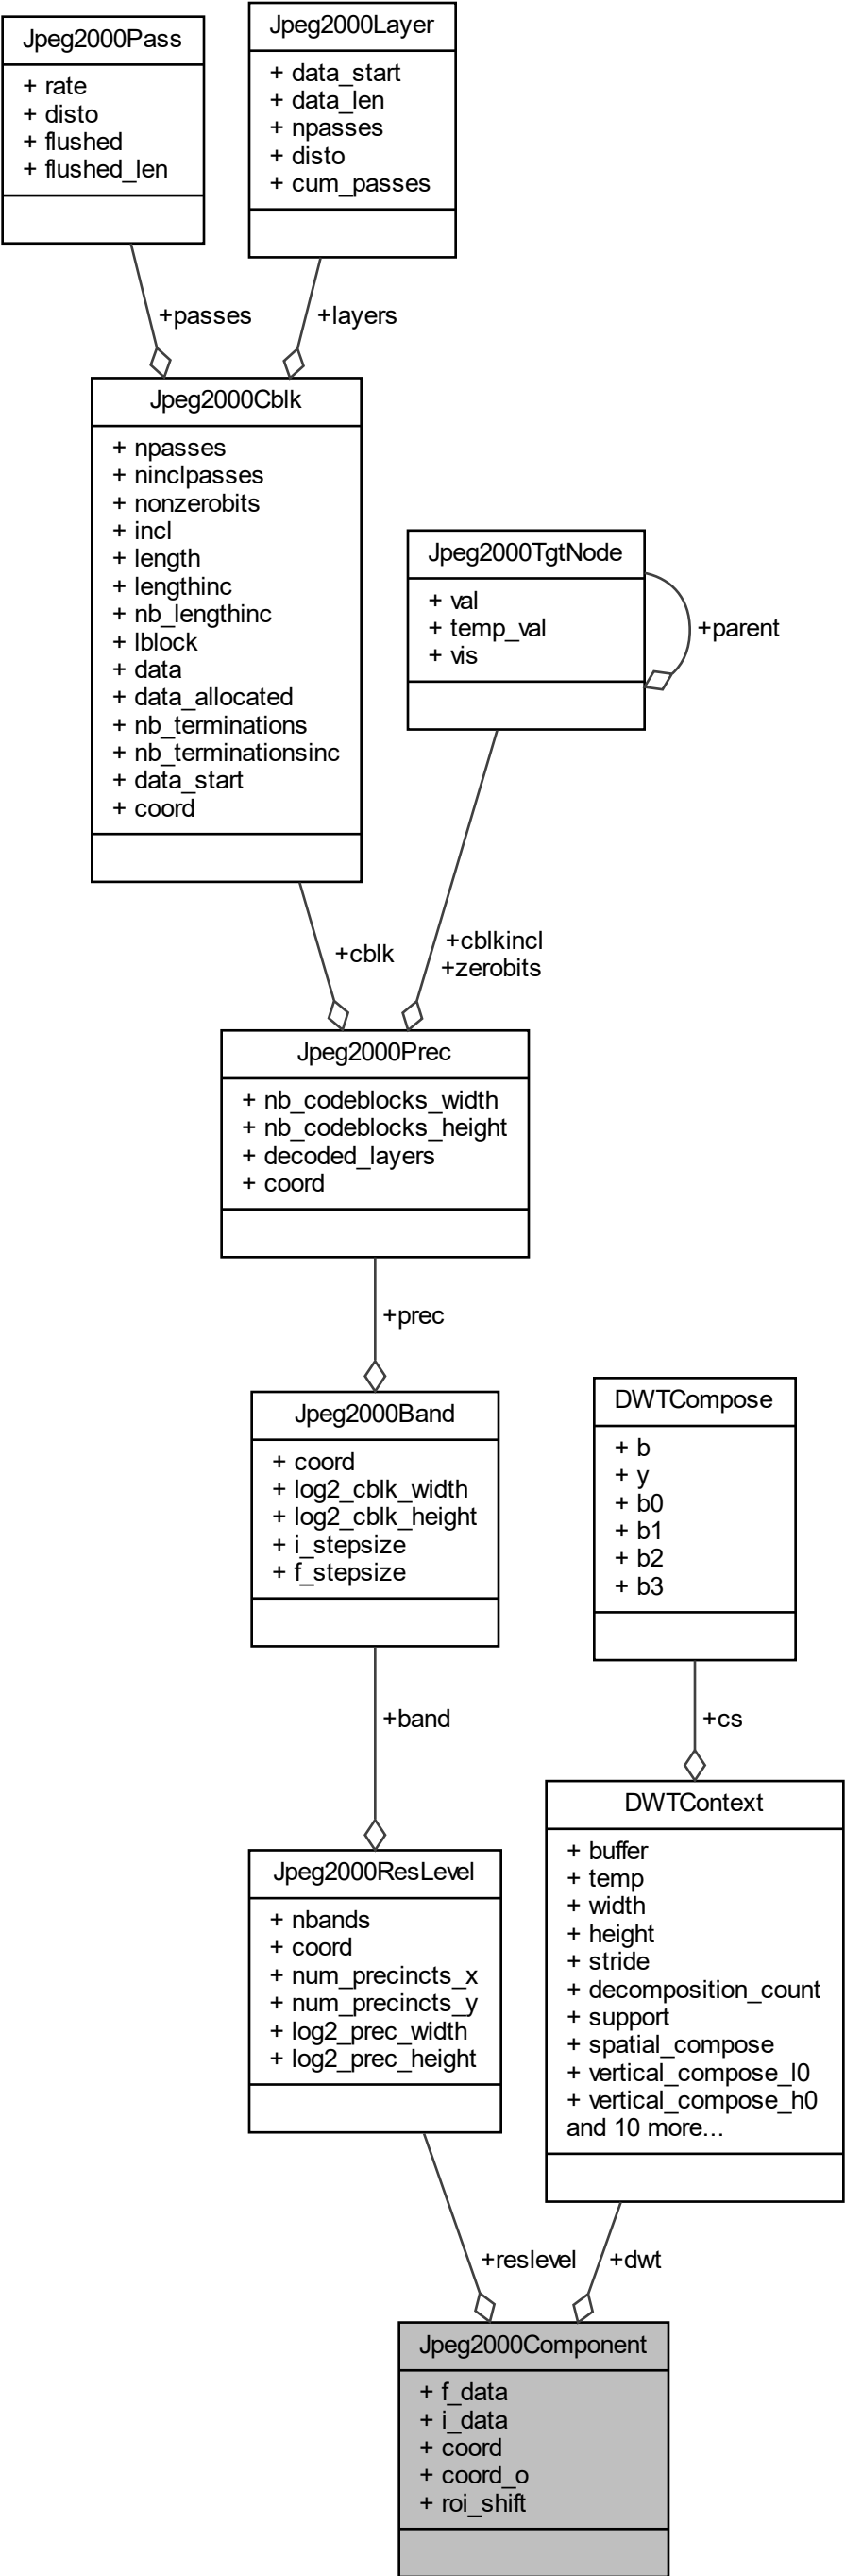 Jpeg2000Pass
+ rate
+ disto
+ flushed
+ flushed_len
Jpeg2000Layer
+ data_start
+ data_len
+ npasses
+ disto
+ cum_passes
+passes
+layers
Jpeg2000Cblk
+ npasses
+ ninclpasses
+ nonzerobits
+ incl
+ length
+ lengthinc
+ nb_lengthinc
+ lblock
+ data
+ data_allocated
+ nb_terminations
+ nb_terminationsinc
+ data_start
+ coord
Jpeg2000TgtNode
+ val
+ temp_val
+ vis
+parent
+cblk
+cblkincl
+zerobits
Jpeg2000Prec
+ nb_codeblocks_width
+ nb_codeblocks_height
+ decoded_layers
+ coord
+prec
Jpeg2000Band
+ coord
+ log2_cblk_width
+ log2_cblk_height
+ i_stepsize
+ f_stepsize
DWTCompose
+ b
+ y
+ b0
+ b1
+ b2
+ b3
+band
+cs
Jpeg2000ResLevel
+ nbands
+ coord
+ num_precincts_x
+ num_precincts_y
+ log2_prec_width
+ log2_prec_height
DWTContext
+ buffer
+ temp
+ width
+ height
+ stride
+ decomposition_count
+ support
+ spatial_compose
+ vertical_compose_l0
+ vertical_compose_h0
and 10 more...
+reslevel
+dwt
Jpeg2000Component
+ f_data
+ i_data
+ coord
+ coord_o
+ roi_shift